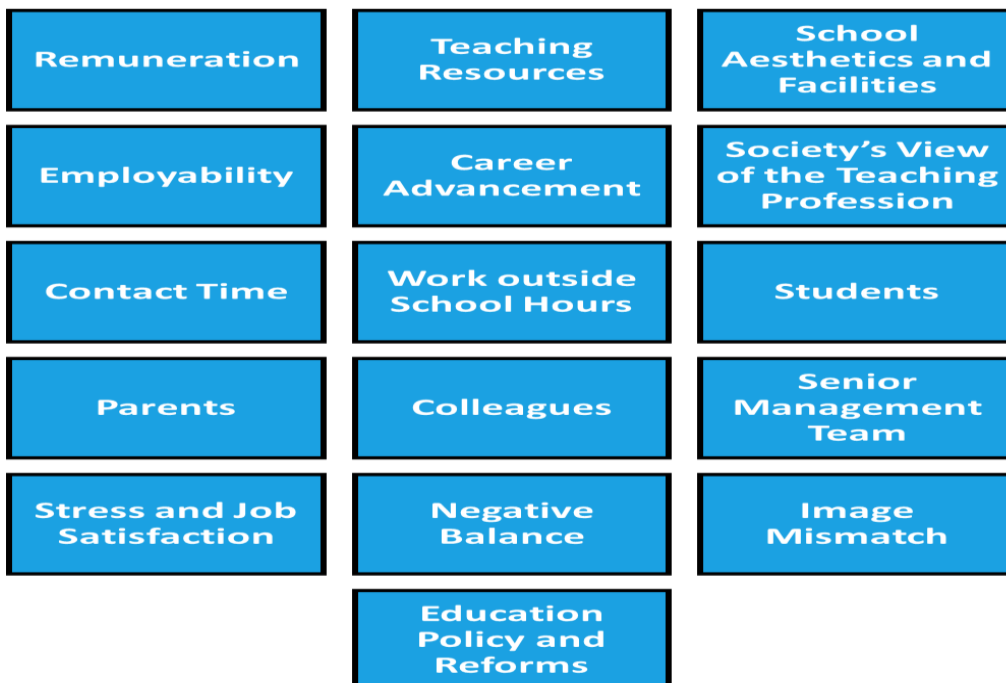 Remuneration
Teaching
Resources
School
Aesthetics and
Facilities
Employability
Career
Advancement
Society's View
of the Teaching
Profession
Contact Time
Work outside
School Hours
Students
Parents
Colleagues
Senior
Management
Team
Stress and Job
Satisfaction
Negative
Balance
Image
Mismatch
Education
Policy and
Reforms